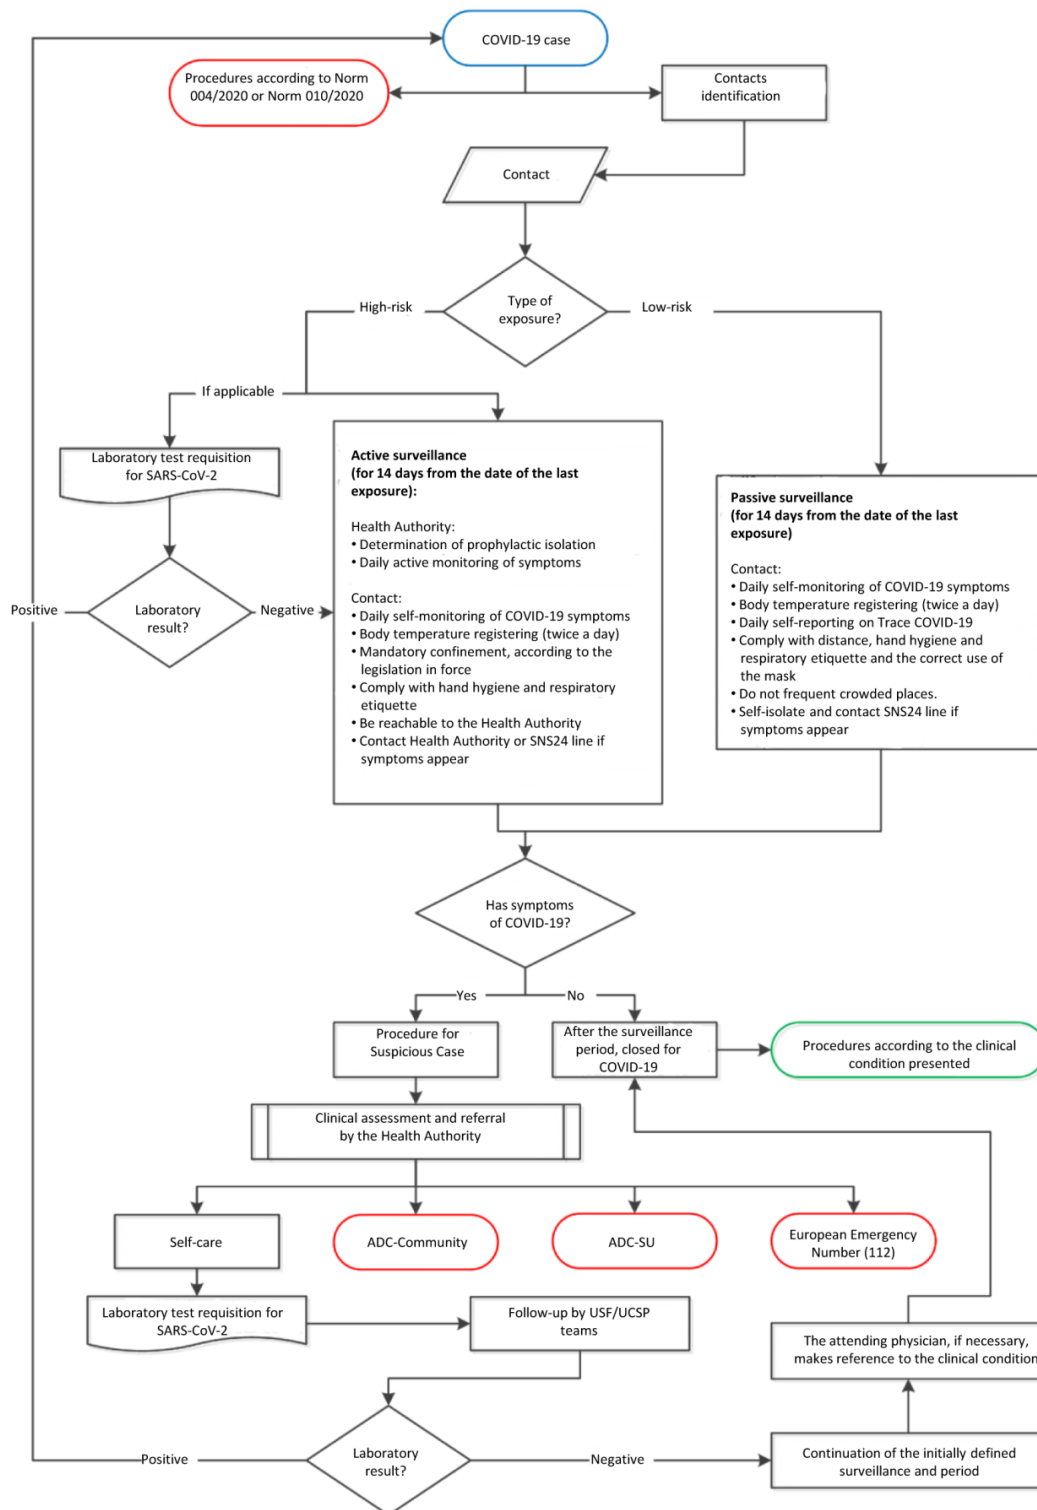 COVID-19 case
Procedures according to Norm
004/2020 or Norm 010/2020
Contacts
identification
Contact
Type of
exposure?
High-risk
Low-risk
If applicable
Laboratory test requisition
for SARS-CoV-2
Active surveillance
(for 14 days from the date of the last
exposure):
Health Authority:
• Determination of prophylactic isolation
• Daily active monitoring of symptoms
Contact:
• Daily self-monitoring of COVID-19 symptoms
• Body temperature registering (twice a day)
• Mandatory confinement, according to the
legislation in force
• Comply with hand hygiene and respiratory
etiquette
• Be reachable to the Health Authority
• Contact Health Authority or SNS24 line if
symptoms appear
Passive surveillance
(for 14 days from the date of the last
exposure)
Contact:
• Daily self-monitoring of COVID-19 symptoms
• Body temperature registering (twice a day)
• Daily self-reporting on Trace COVID-19
• Comply with distance, hand hygiene and
respiratory etiquette and the correct use of
the mask
• Do not frequent crowded places.
• Self-isolate and contact SNS24 line if
symptoms appear
Positive
Laboratory
result?
Negative
Has symptoms
of COVID-19?
Yes
No
Procedure for
Suspicious Case
After the surveillance
period, closed for
COVID-19
Procedures according to the clinical
condition presented
Clinical assessment and referral
by the Health Authority
Self-care
ADC-Community
ADC-SU
European Emergency
Number (112)
Laboratory test requisition for
SARS-CoV-2
Follow-up by USF/UCSP
teams
The attending physician, if necessary,
makes reference to the clinical condition
Positive
Laboratory
result?
Negative
Continuation of the initially defined
surveillance and period